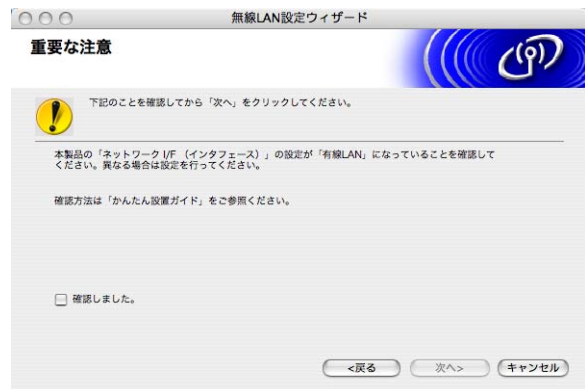 無線LAN設定ウィザード
重要な注意
下記のことを確認してから「次へ」をクリックしてください。
本製品の「ネットワーク I/F （インタフェース）」の設定が「有線LAN」になっていることを確認して
ください。異なる場合は設定を行ってください。
確認方法は「かんたん設置ガイド」をご参照ください。
確認しました。
<戻る
次へ>
キャンセル